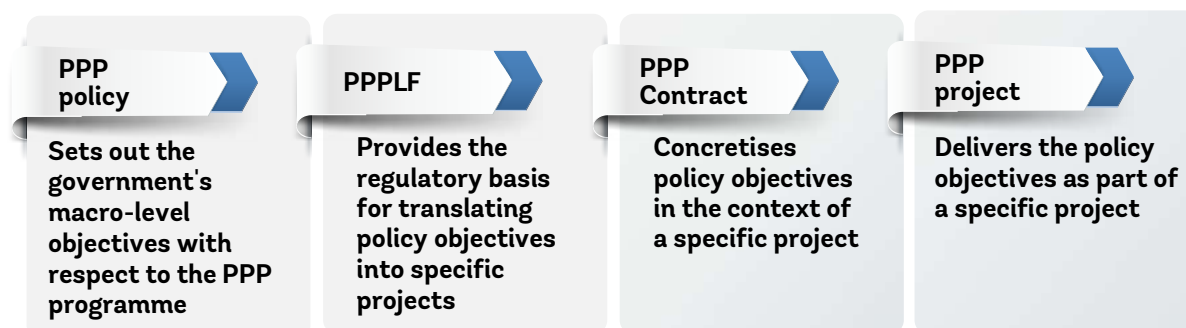 PPP
policy
Sets out the
government's
macro-level
objectives with
respect to the PPP
programme
PPPLF
Provides the
regulatory basis
for translating
policy objectives
into specific
projects
PPP
Contract
Concretises
policy objectives
in the context of
a specific project
PPP
project
Delivers the policy
objectives as part of
a specific project